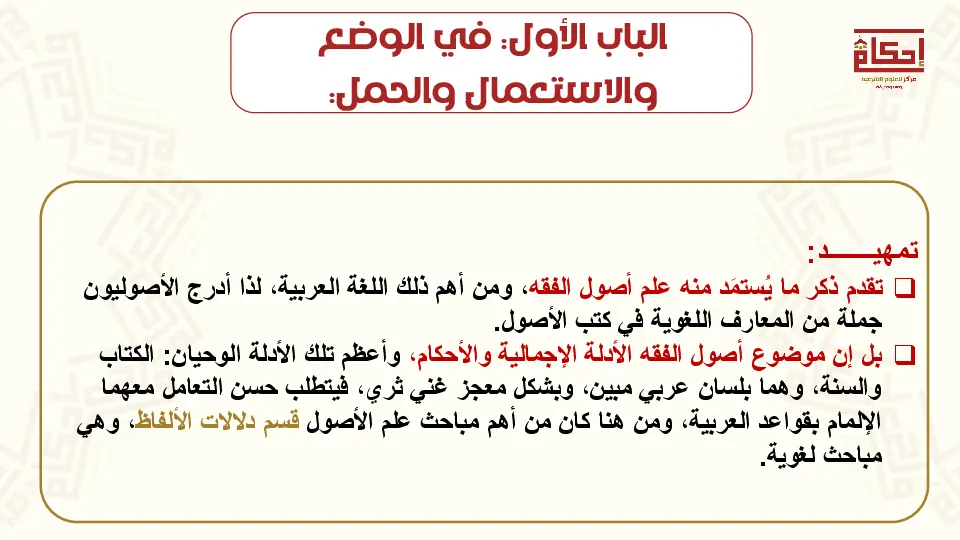 الباب الأول: في الوضع
والاستعمال والحمل:
إحكام
مركز للعلوم الشرعية
تمهيــــــد:
❑ تقدم ذكر ما يُستمَد منه علم أصول الفقه، ومن أهم ذلك اللغة العربية، لذا أدرج الأصوليون
جملة من المعارف اللغوية في كتب الأصول.
❑ بل إن موضوع أصول الفقه الأدلة الإجمالية والأحكام، وأعظم تلك الأدلة الوحيان: الكتاب
والسنة، وهما بلسان عربي مبين، وبشكل معجز غني ثري، فيتطلب حسن التعامل معهما
الإلمام بقواعد العربية، ومن هنا كان من أهم مباحث علم الأصول قسم دلالات الألفاظ، وهي
مباحث لغوية.